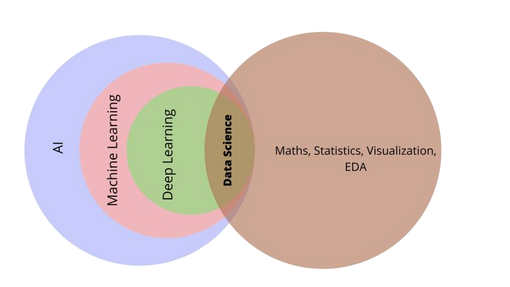 AI
Machine Learning
Deep Learning
Data Science
Maths, Statistics, Visualization,
EDA